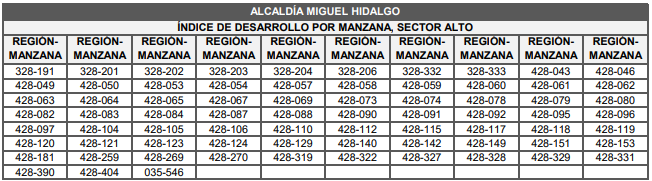 ALCALDÍA MIGUEL HIDALGO
ÍNDICE DE DESARROLLO POR MANZANA, SECTOR ALTO
REGIÓN-MANZANA REGIÓN-MANZANA REGIÓN-MANZANA REGIÓN-MANZANA REGIÓN-MANZANA REGIÓN-MANZANA REGIÓN-MANZANA REGIÓN-MANZANA REGIÓN-MANZANA REGIÓN-MANZANA
328-191 328-201 328-202 328-203 328-204 328-206 328-332 328-333 428-043 428-046
428-049 428-050 428-053 428-054 428-057 428-058 428-059 428-060 428-061 428-062
428-063 428-064 428-065 428-067 428-069 428-073 428-074 428-078 428-079 428-080
428-082 428-083 428-084 428-087 428-088 428-090 428-091 428-092 428-095 428-096
428-097 428-104 428-105 428-106 428-110 428-112 428-115 428-117 428-118 428-119
428-120 428-121 428-123 428-124 428-129 428-140 428-142 428-149 428-151 428-153
428-181 428-259 428-269 428-270 428-319 428-322 428-327 428-328 428-329 428-331
428-390 428-404 035-546